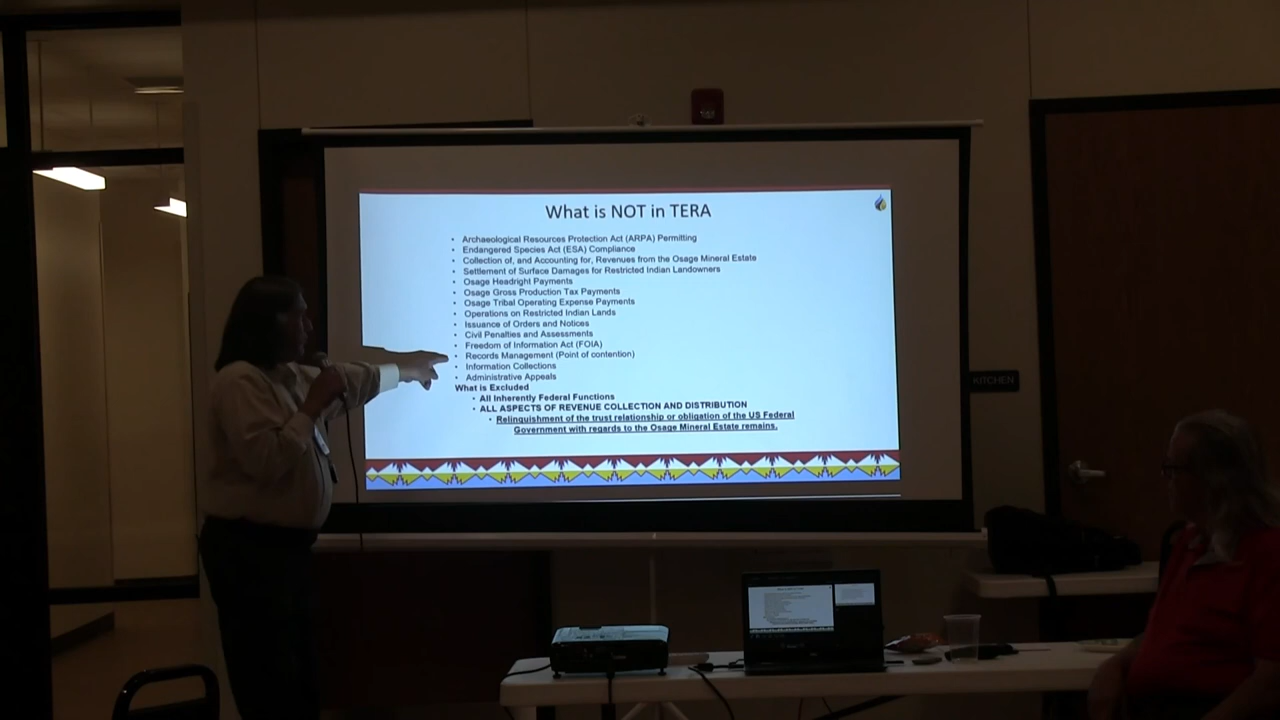 What is NOT in TERA
• Archaeological Resources Protection Act (ARPA) Permitting
• Endangered Species Act (ESA) Compliance
• Collection of, and Accounting for, Revenues from the Osage Mineral Estate
• Settlement of Surface Damages for Restricted Indian Landowners
• Osage Headright Payments
• Osage Gross Production Tax Payments
• Osage Tribal Operating Expense Payments
• Operations on Restricted Indian Lands
• Issuance of Orders and Notices
• Civil Penalties and Assessments
• Freedom of Information Act (FOIA)
• Records Management (Point of contention)
• Information Collections
• Administrative Appeals
What is Excluded
• All Inherently Federal Functions
• ALL ASPECTS OF REVENUE COLLECTION AND DISTRIBUTION
• Relinquishment of the trust relationship or obligation of the US Federal
Government with regards to the Osage Mineral Estate remains.
KITCHEN